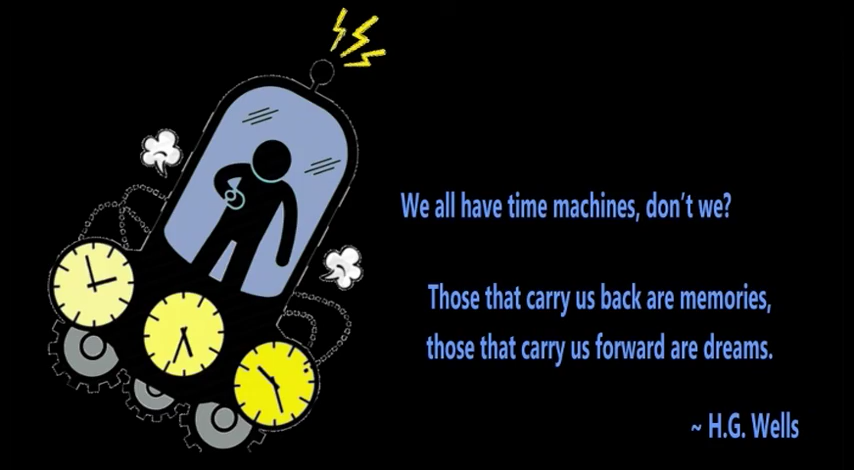 We all have time machines, don't we?
Those that carry us back are memories,
those that carry us forward are dreams.
~ H.G. Wells